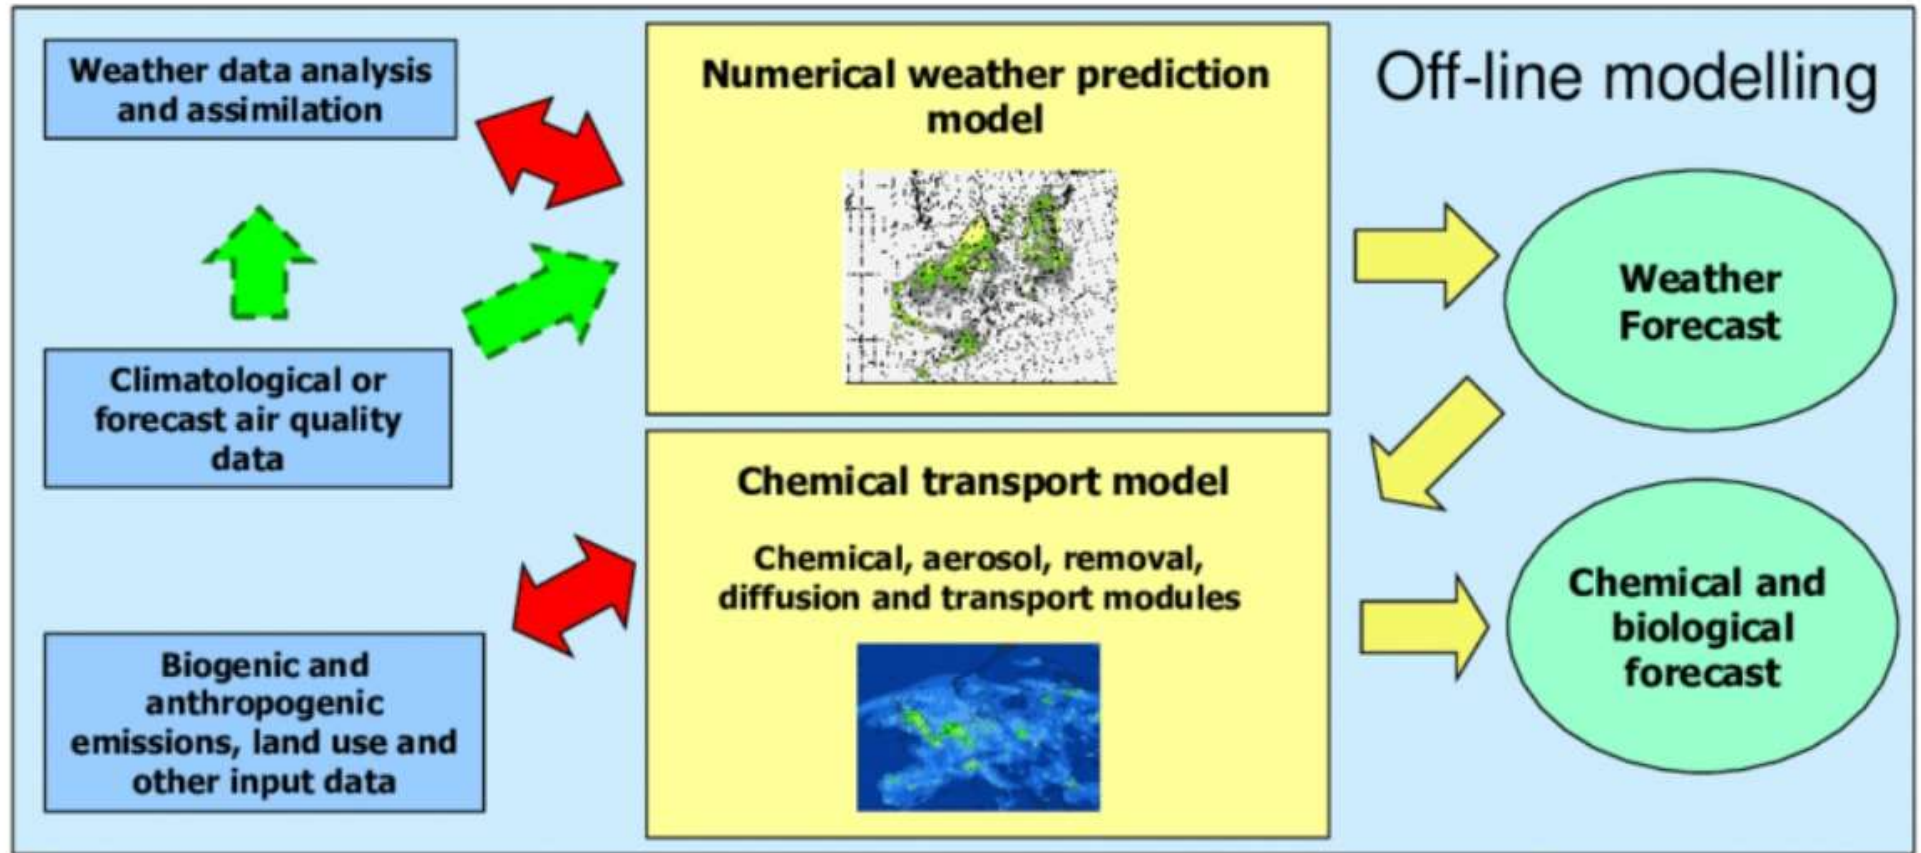 Weather data analysis
and assimilation
Climatological or
forecast air quality
data
Biogenic and
anthropogenic
emissions, land use and
other input data
Numerical weather prediction
model
Chemical transport model
Chemical, aerosol, removal,
diffusion and transport modules
Off-line modelling
Weather
Forecast
Chemical and
biological
forecast